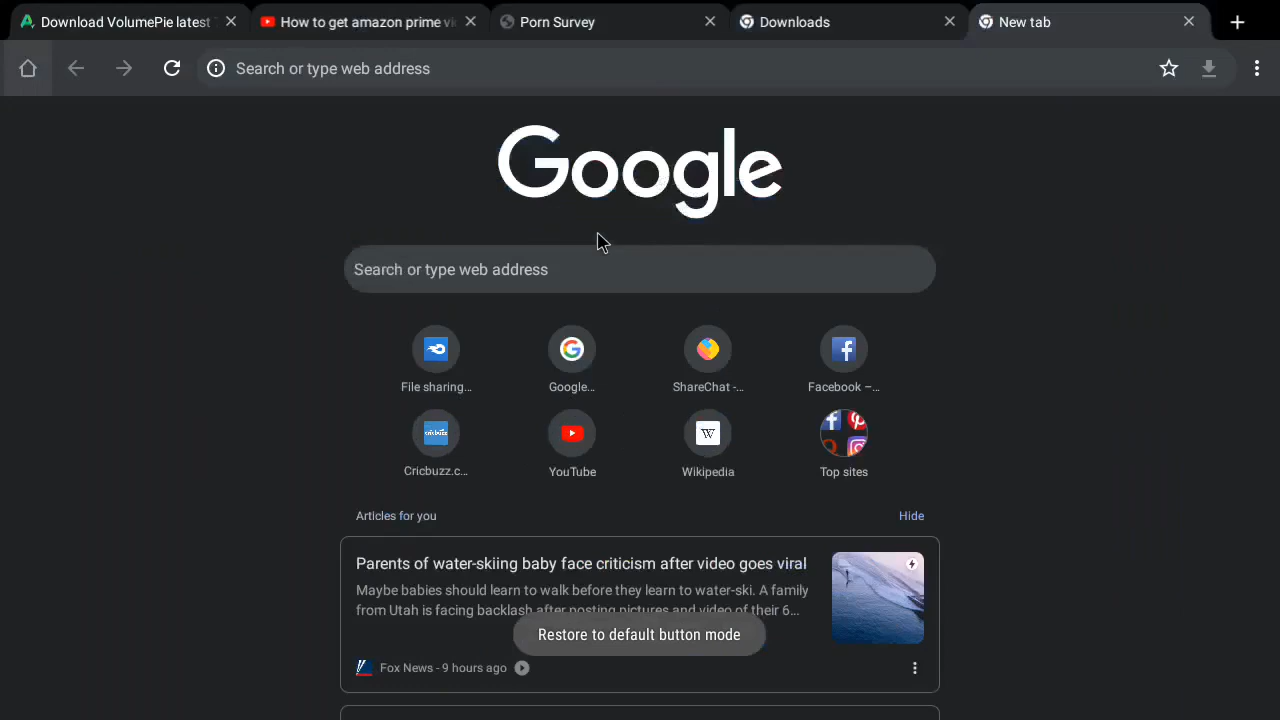 Download VolumePie latest
How to get amazon prime vi
Porn Survey
Downloads
New tab
Search or type web address
Google
Search or type web address
File sharing...
Google...
ShareChat -...
Facebook –...
cricbuzz
W
Cricbuzz.c...
YouTube
Wikipedia
Top sites
Articles for you
Hide
Parents of water-skiing baby face criticism after video goes viral
Maybe babies should learn to walk before they learn to water-ski. A family
from Utah is facing backlash after posting pictures and video of their 6...
Restore to default button mode
Fox News - 9 hours ago